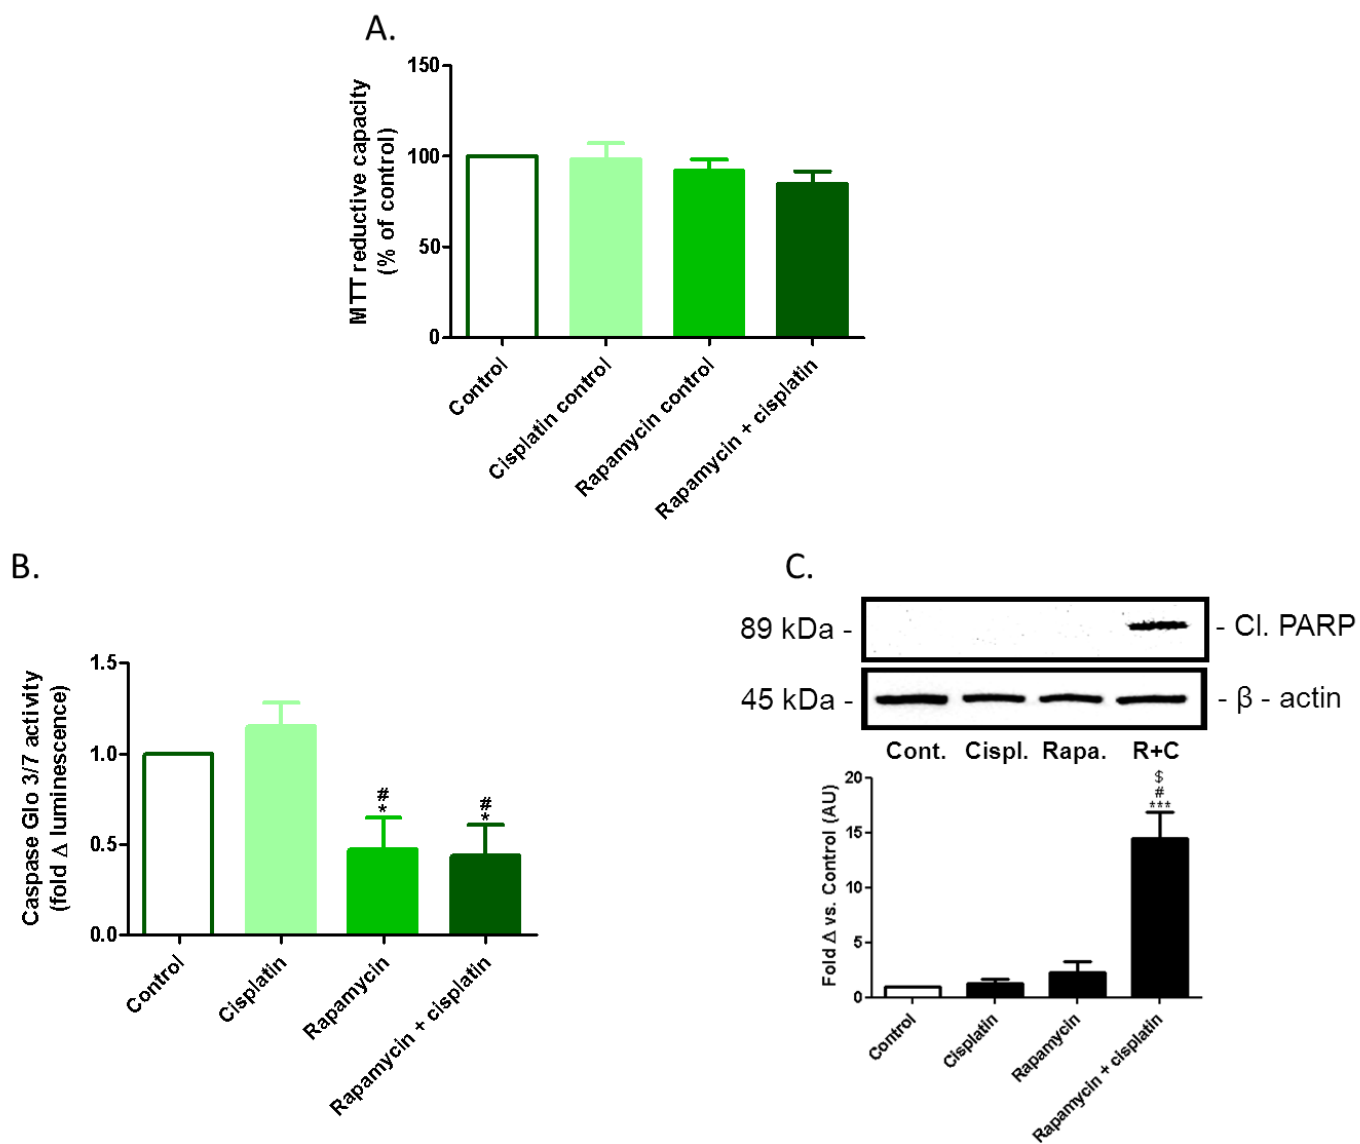 A.
MTT reductive capacity
(% of control)
150
100
50
0
Control
Cisplatin control
Rapamycin control
Rapamycin + cisplatin
B.
Caspase Glo 3/7 activity
(fold Δ luminescence)
1.5
1.0
0.5
0.0
#
*
#
*
Control
Cisplatin
Rapamycin
Rapamycin + cisplatin
C.
89 kDa -
- Cl. PARP
45 kDa -
- β - actin
Cont. Cispl. Rapa. R+C
Fold Δ vs. Control (AU)
20
15
10
5
0
$
#
***
Control
Cisplatin
Rapamycin
Rapamycin + cisplatin